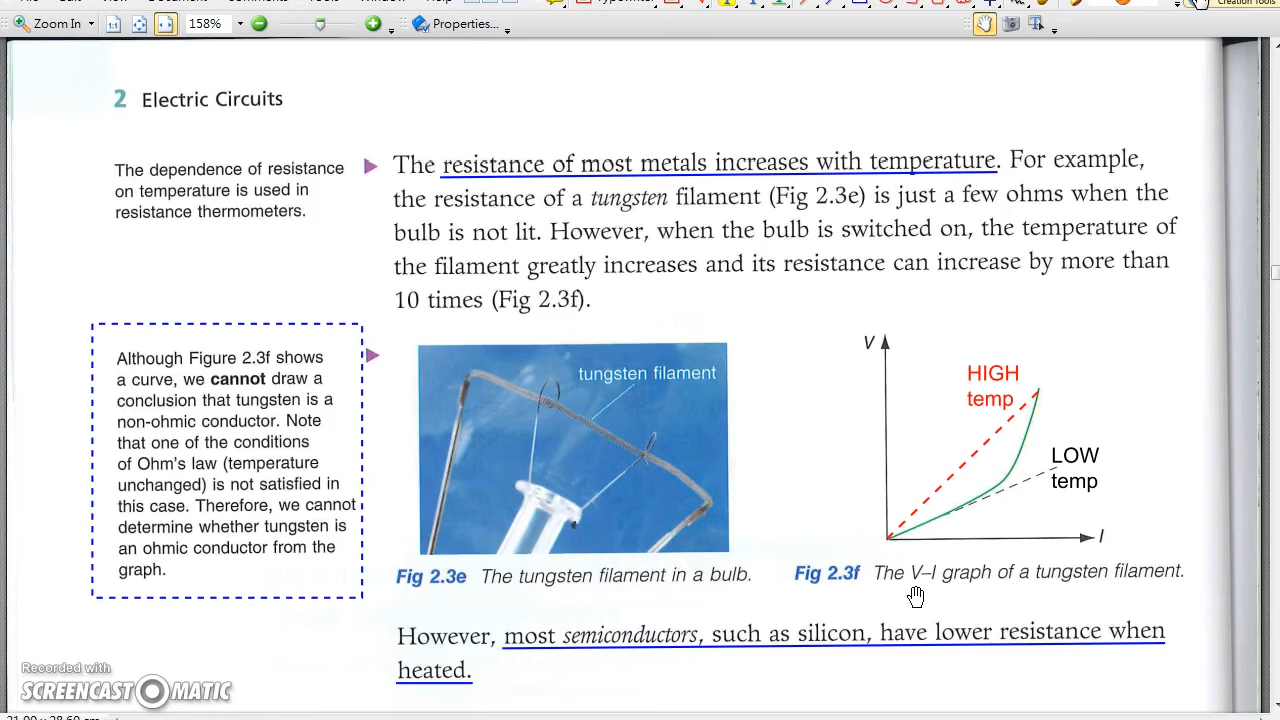 Zoom In
158%
Properties...
Creation Tools
2 Electric Circuits
The dependence of resistance
on temperature is used in
resistance thermometers.
The resistance of most metals increases with temperature. For example,
the resistance of a tungsten filament (Fig 2.3e) is just a few ohms when the
bulb is not lit. However, when the bulb is switched on, the temperature of
the filament greatly increases and its resistance can increase by more than
10 times (Fig 2.3f).
Although Figure 2.3f shows
a curve, we cannot draw a
conclusion that tungsten is a
non-ohmic conductor. Note
that one of the conditions
of Ohm's law (temperature
unchanged) is not satisfied in
this case. Therefore, we cannot
determine whether tungsten is
an ohmic conductor from the
graph.
tungsten filament
Fig 2.3e The tungsten filament in a bulb.
V
HIGH
temp
LOW
temp
I
Fig 2.3f The V–I graph of a tungsten filament.
However, most semiconductors, such as silicon, have lower resistance when
heated.
Recorded with
SCREENCAST MATIC